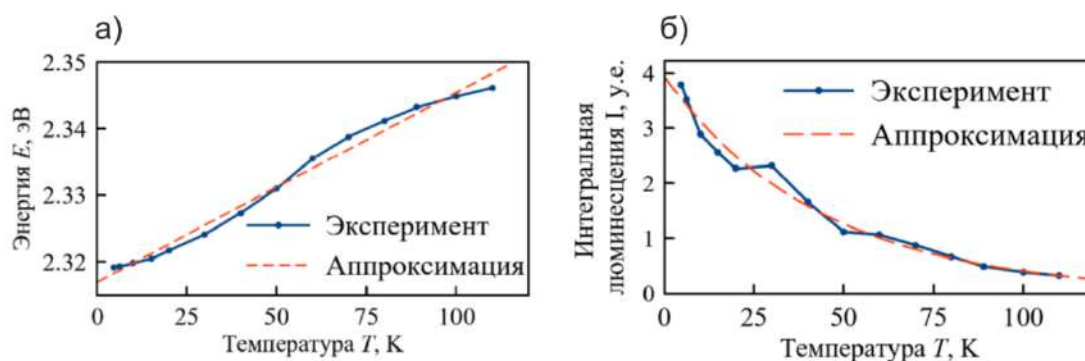 а)
Энергия E, эВ
2.35
2.34
2.33
2.32
Эксперимент
Аппроксимация
0 25 50 75 100
Температура T, K
б)
Интегральная
люминесценция I, у.е.
4
3
2
1
0
Эксперимент
Аппроксимация
0 25 50 75 100
Температура T, K